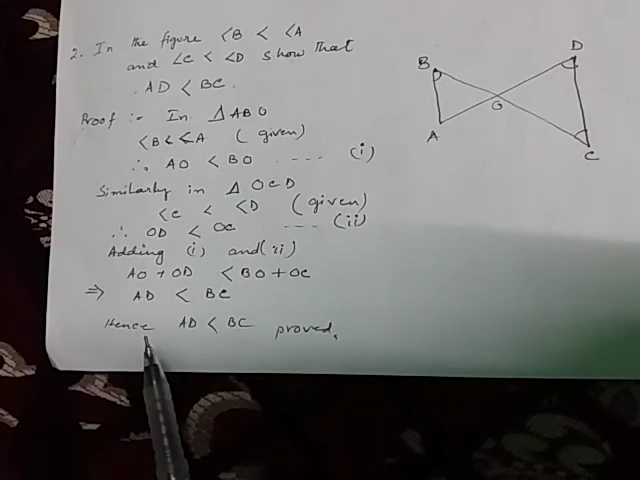 2. In the figure <B < <A
and <C < <D show that
AD < BC.
Proof :- In ΔABO
<B < <A (given)
∴ AO < BO ---- (i)
Similarly in Δ OCD
<C < <D (given)
∴ OD < OC ---- (ii)
Adding (i) and (ii)
AO + OD < BO + OC
⇒ AD < BC
Hence AD < BC proved.
B
D
O
A
C